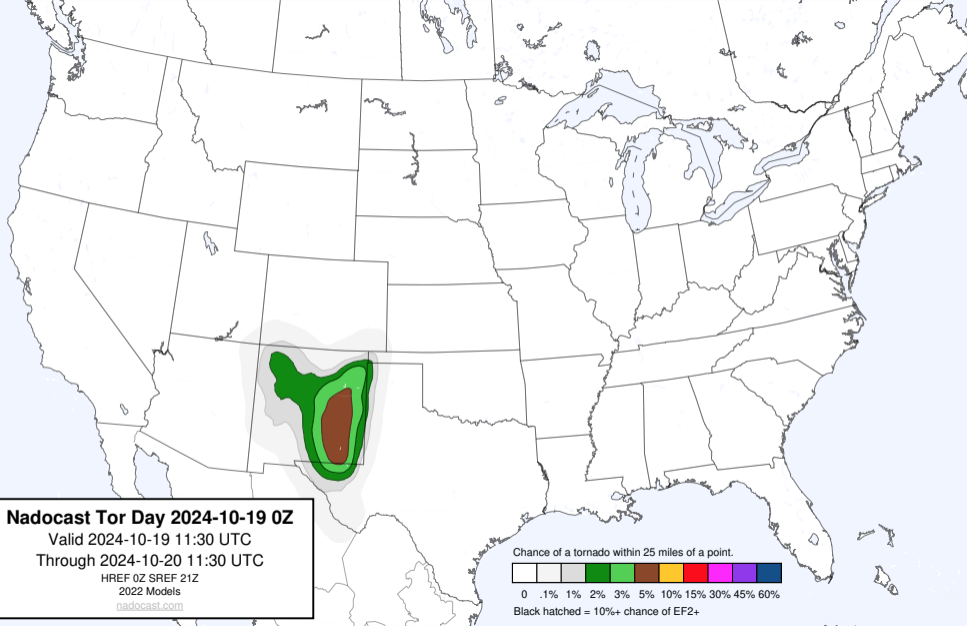 Nadocast Tor Day 2024-10-19 0Z
Valid 2024-10-19 11:30 UTC
Through 2024-10-20 11:30 UTC
HREF 0Z SREF 21Z
2022 Models
nadocast.com
Chance of a tornado within 25 miles of a point.
0 .1% 1% 2% 3% 5% 10% 15% 30% 45% 60%
Black hatched = 10%+ chance of EF2+